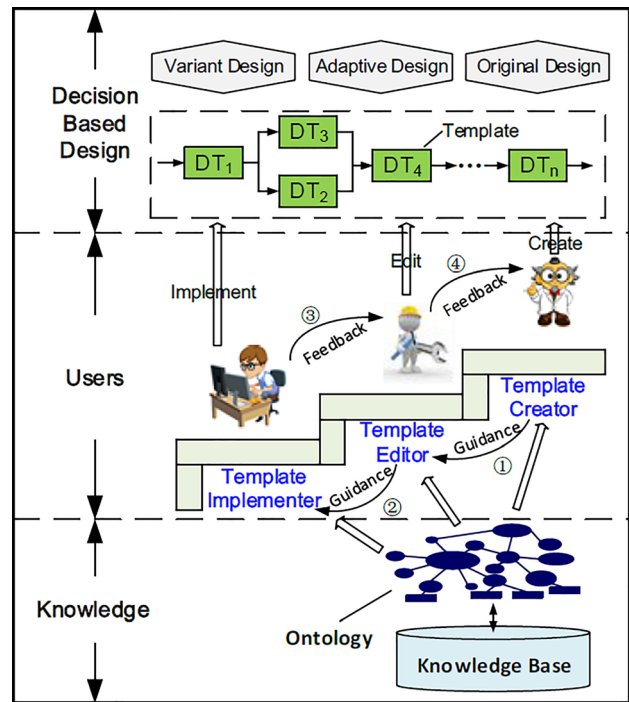 Variant Design
Adaptive Design
Original Design
Decision
Based
Design
Template
DT1
DT3
DT2
DT4
...
DTn
Implement
Edit
Create
③
Feedback
④
Feedback
Users
Template
Creator
Template
Editor
Template
Implementer
Guidance
①
Guidance
②
Knowledge
Ontology
Knowledge Base